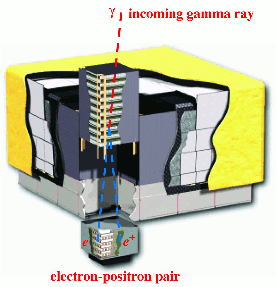 γ incoming gamma ray
e⁻ e⁺
electron-positron pair